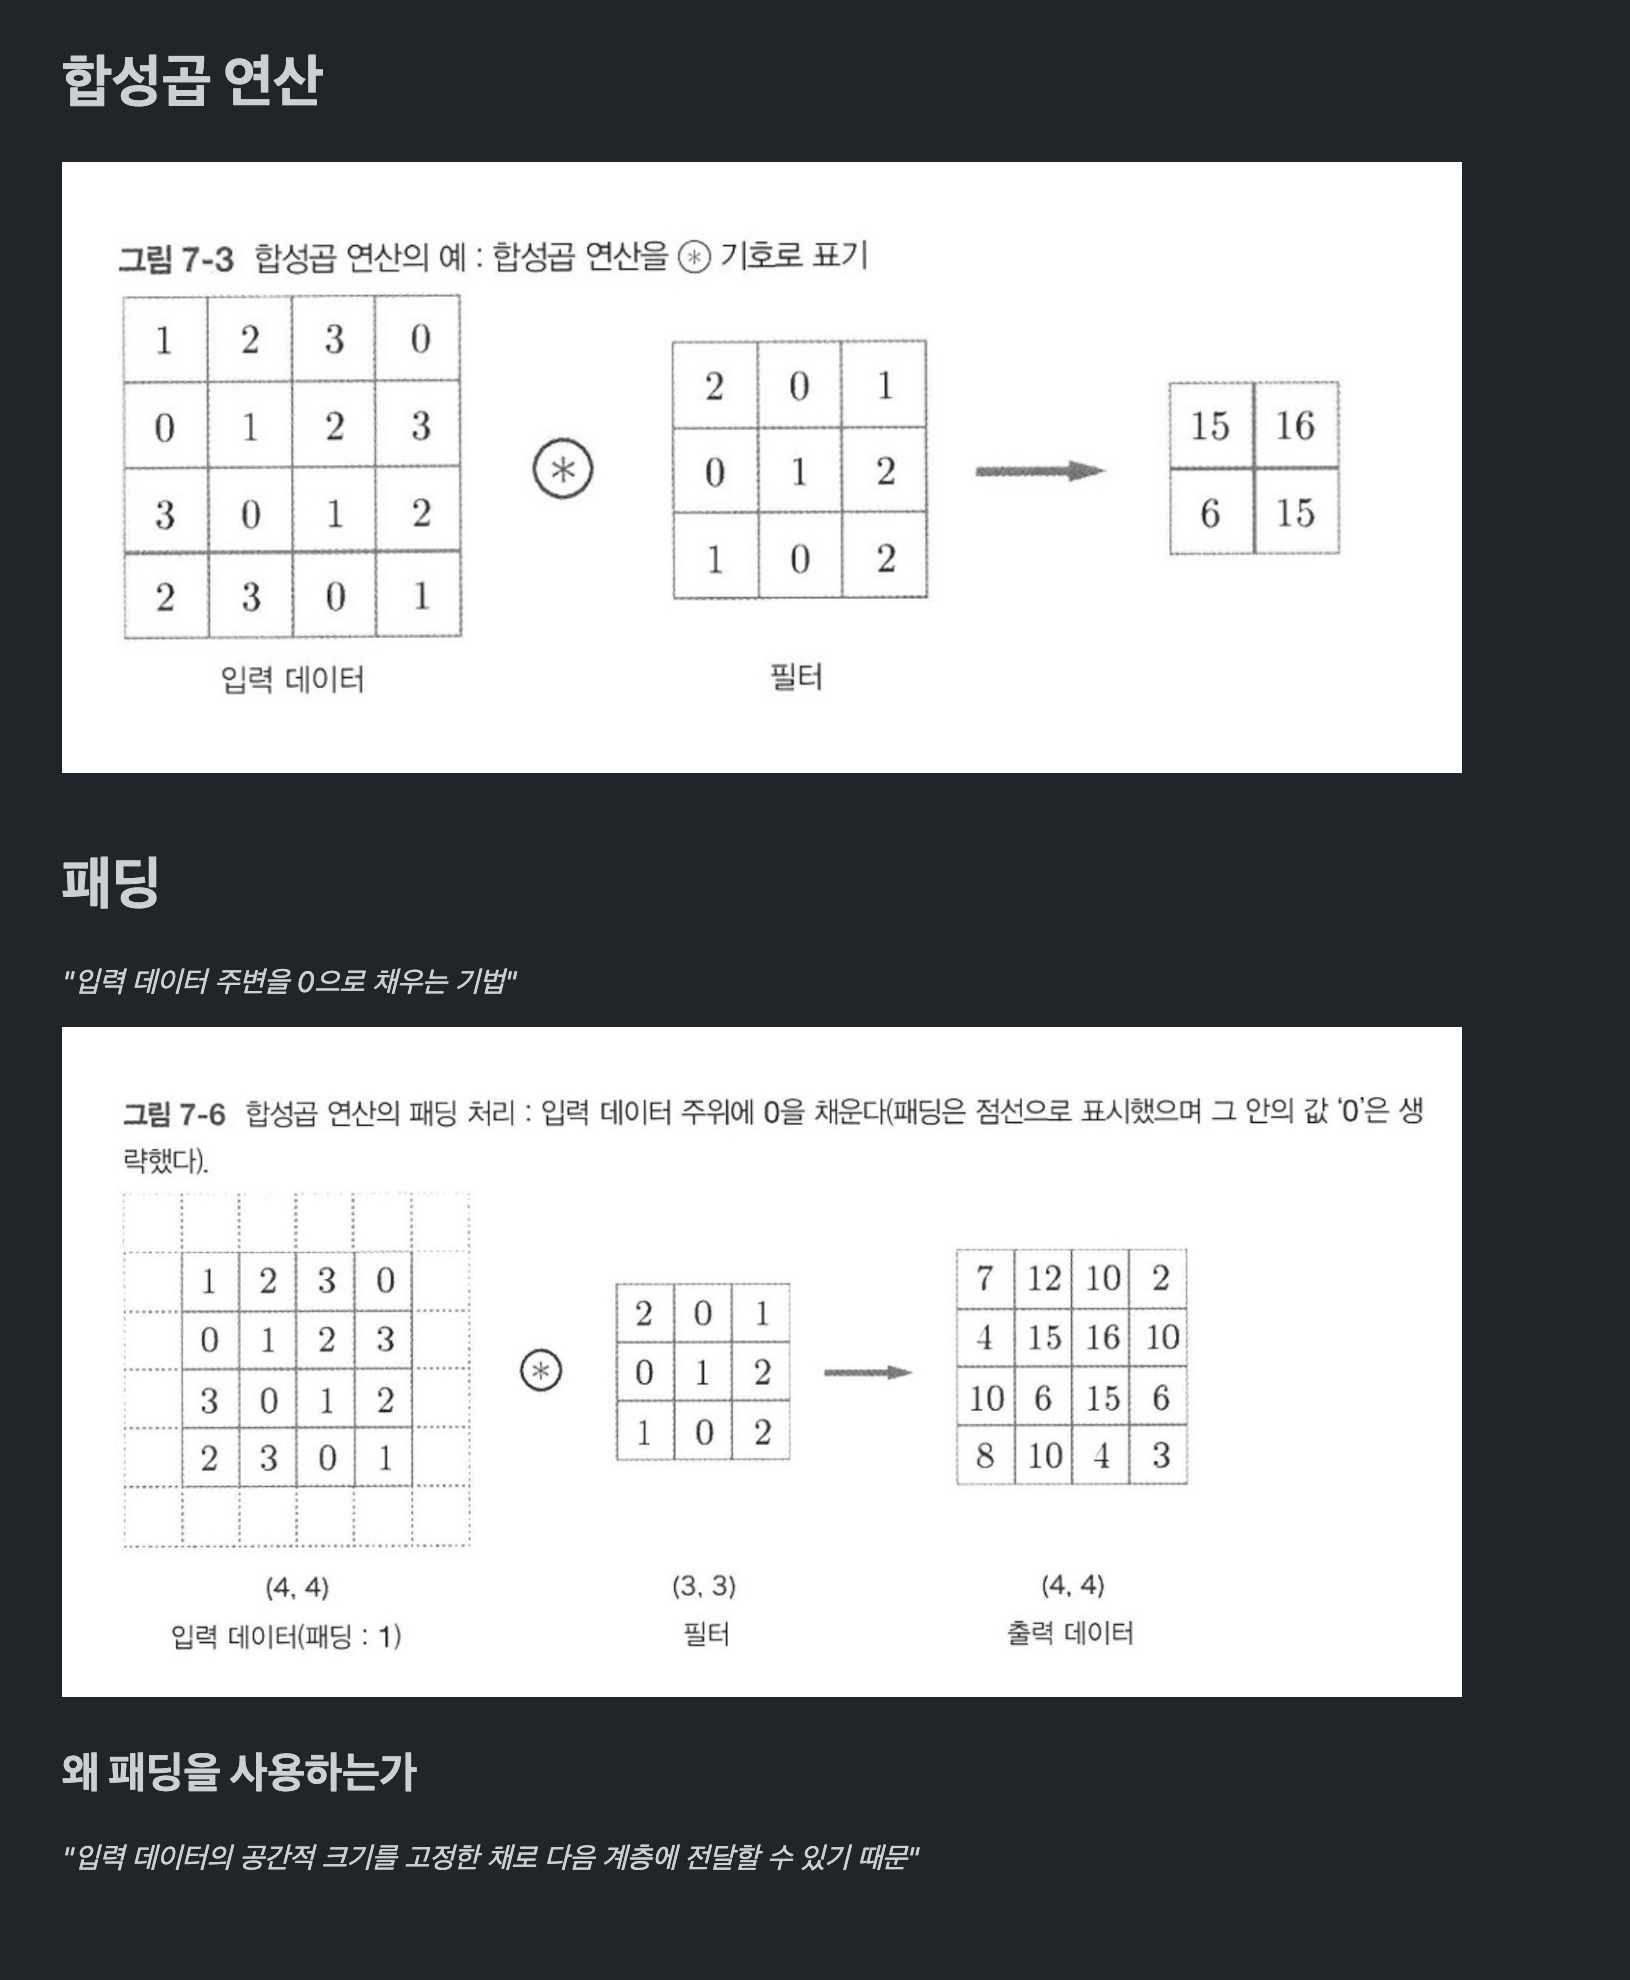 합성곱 연산
그림 7-3 합성곱 연산의 예 : 합성곱 연산을 ⊛ 기호로 표기
1 2 3 0
0 1 2 3
3 0 1 2
2 3 0 1
입력 데이터
⊛
2 0 1
0 1 2
1 0 2
필터
15 16
6 15
패딩
"입력 데이터 주변을 0으로 채우는 기법"
그림 7-6 합성곱 연산의 패딩 처리 : 입력 데이터 주위에 0을 채운다(패딩은 점선으로 표시했으며 그 안의 값 ‘0’은 생
략했다).
1 2 3 0
0 1 2 3
3 0 1 2
2 3 0 1
(4, 4)
입력 데이터(패딩 : 1)
⊛
2 0 1
0 1 2
1 0 2
(3, 3)
필터
7 12 10 2
4 15 16 10
10 6 15 6
8 10 4 3
(4, 4)
출력 데이터
왜 패딩을 사용하는가
"입력 데이터의 공간적 크기를 고정한 채로 다음 계층에 전달할 수 있기 때문"